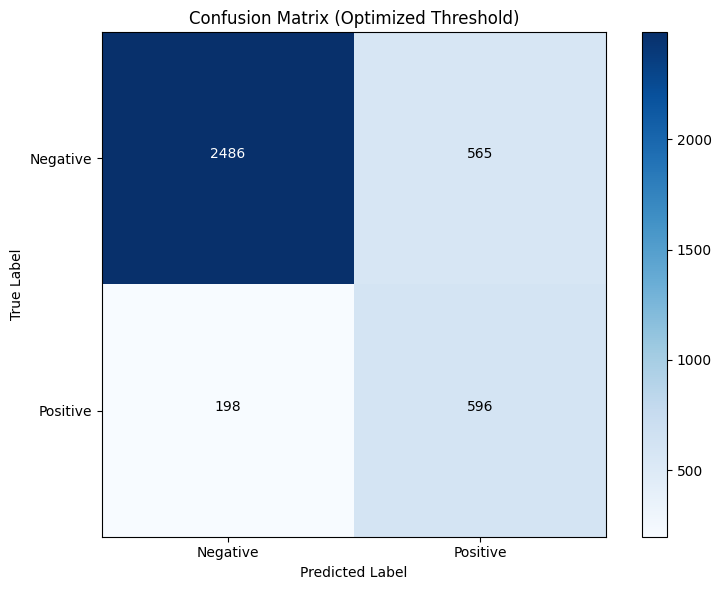 Confusion Matrix (Optimized Threshold)
Negative
2486
565
2000
1500
True Label
1000
Positive
198
596
500
Negative
Positive
Predicted Label